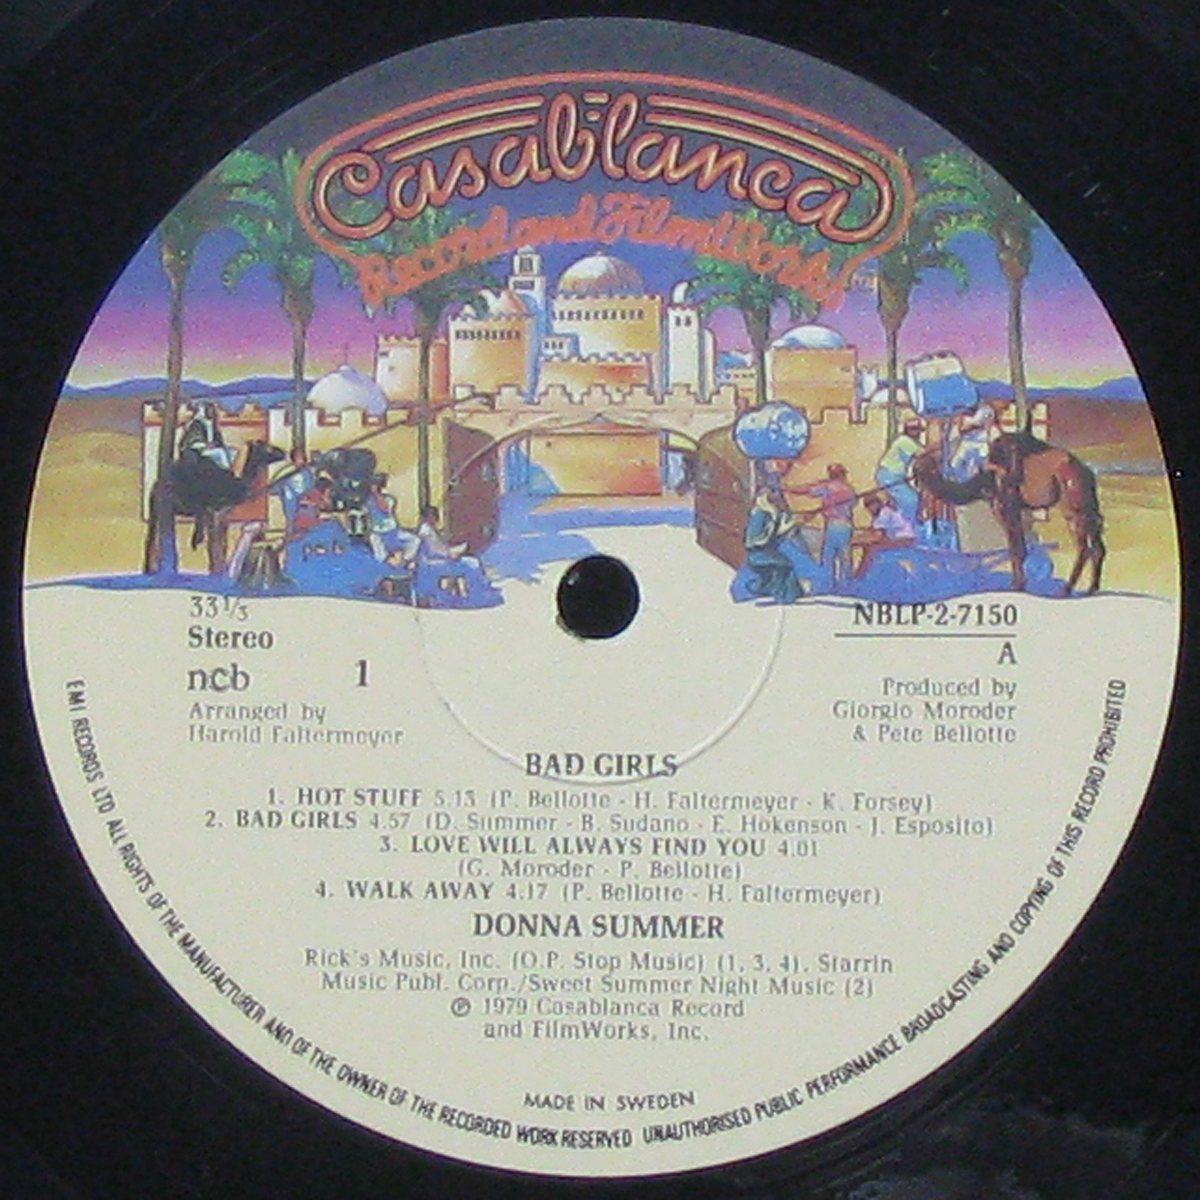 Casablanca
Record and FilmWorks
33 1/3
Stereo
ncb 1
Arranged by
Harold Faltermeyer
NBLP-2-7150
A
Produced by
Giorgio Moroder
& Pete Bellotte
BAD GIRLS
1. HOT STUFF 5.13 (P. Bellotte - H. Faltermeyer - K. Forsey)
2. BAD GIRLS 4.57 (D. Summer - B. Sudano - E. Hokenson - J. Esposito)
3. LOVE WILL ALWAYS FIND YOU 4.01
(G. Moroder - P. Bellotte)
4. WALK AWAY 4.17 (P. Bellotte - H. Faltermeyer)
DONNA SUMMER
Rick's Music, Inc. (O.P. Stop Music) (1, 3, 4). Starrin
Music Publ. Corp./Sweet Summer Night Music (2)
℗ 1979 Casablanca Record
and FilmWorks, Inc.
MADE IN SWEDEN
EMI RECORDS LTD ALL RIGHTS OF THE MANUFACTURER AND OF THE OWNER OF THE RECORDED WORK RESERVED UNAUTHORISED PUBLIC PERFORMANCE BROADCASTING AND COPYING OF THIS RECORD PROHIBITED